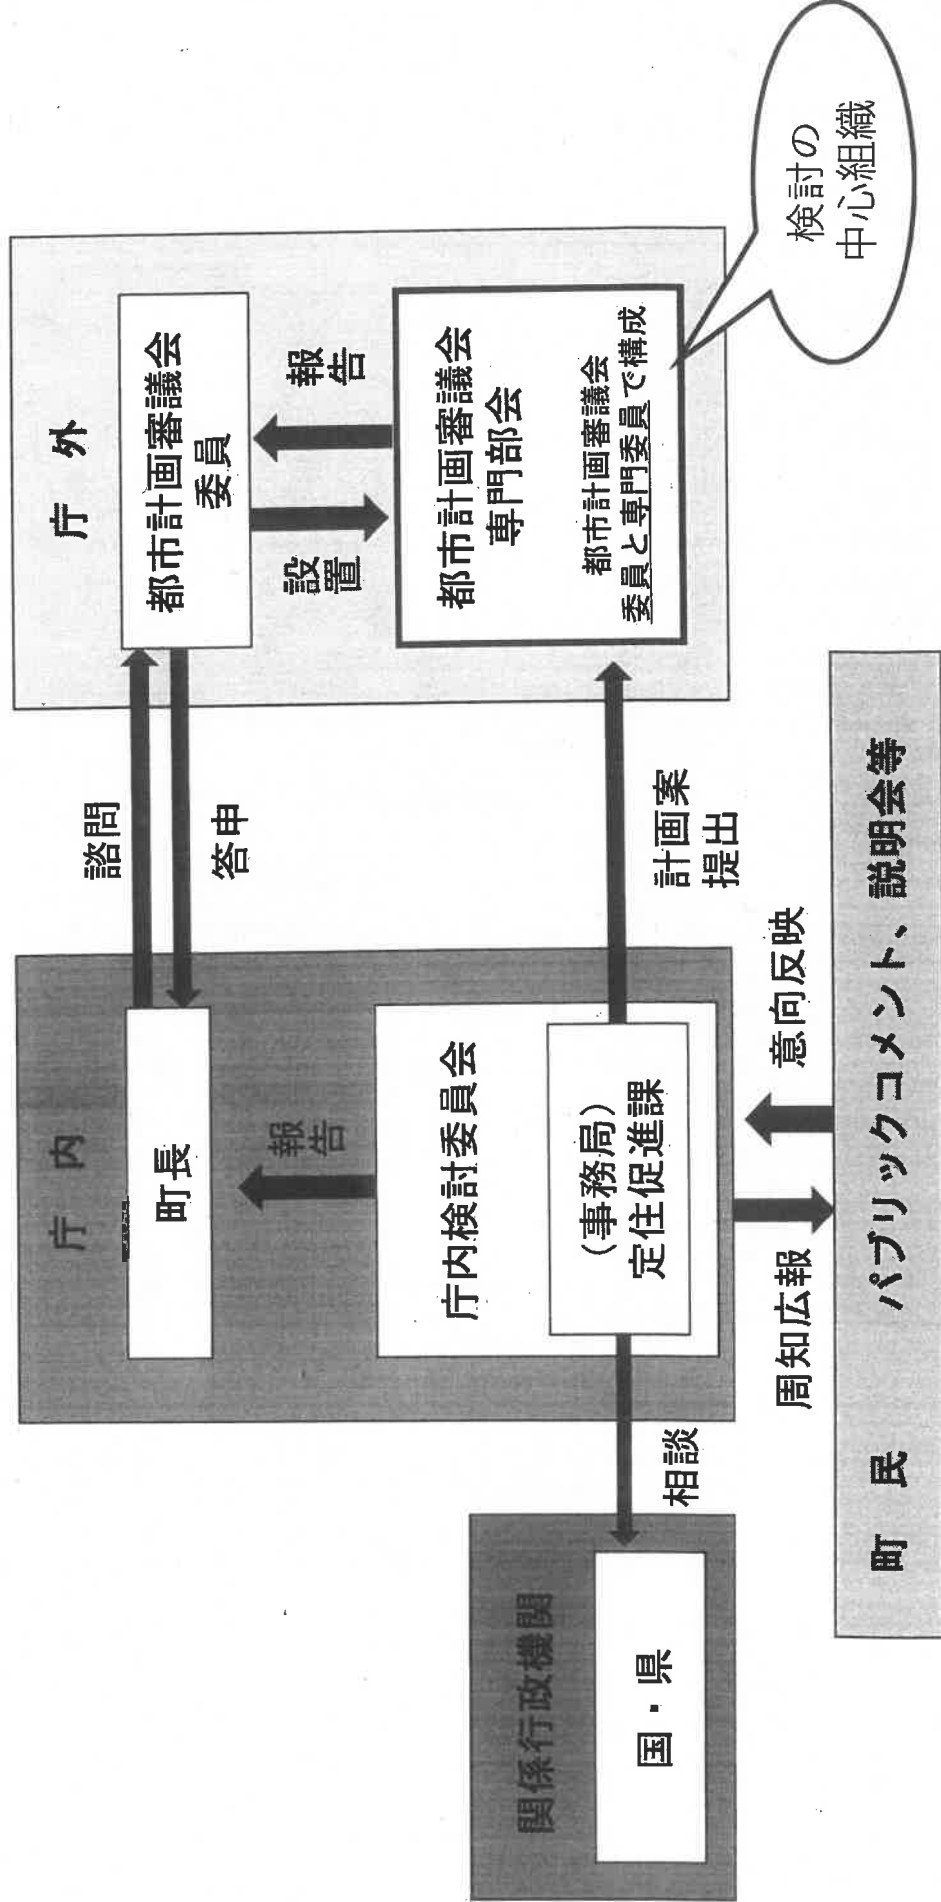 庁　外
都市計画審議会
委員
設置
報告
都市計画審議会
専門部会
都市計画審議会
委員と専門委員で構成
検討の
中心組織
諮問
答申
計画案
提出
庁　内
町長
報告
庁内検討委員会
（事務局）
定住促進課
相談
関係行政機関
国・県
周知広報
意向反映
町　民　　　パブリックコメント、説明会等